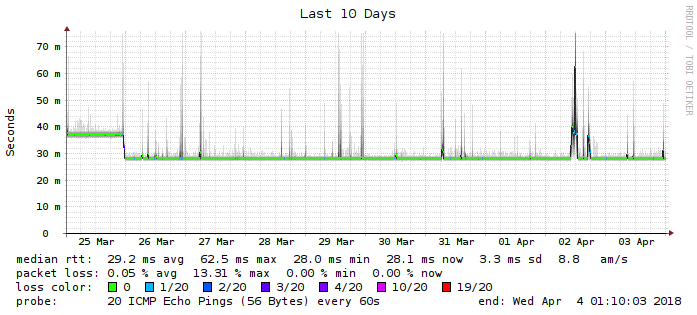 Last 10 Days
RRDTOOL / TOBI OETIKER
Seconds
70 m
60 m
50 m
40 m
30 m
20 m
10 m
0
25 Mar 26 Mar 27 Mar 28 Mar 29 Mar 30 Mar 31 Mar 01 Apr 02 Apr 03 Apr
median rtt: 29.2 ms avg 62.5 ms max 28.0 ms min 28.1 ms now 3.3 ms sd 8.8 am/s
packet loss: 0.05 % avg 13.31 % max 0.00 % min 0.00 % now
loss color: 0 1/20 2/20 3/20 4/20 10/20 19/20
probe: 20 ICMP Echo Pings (56 Bytes) every 60s end: Wed Apr 4 01:10:03 2018